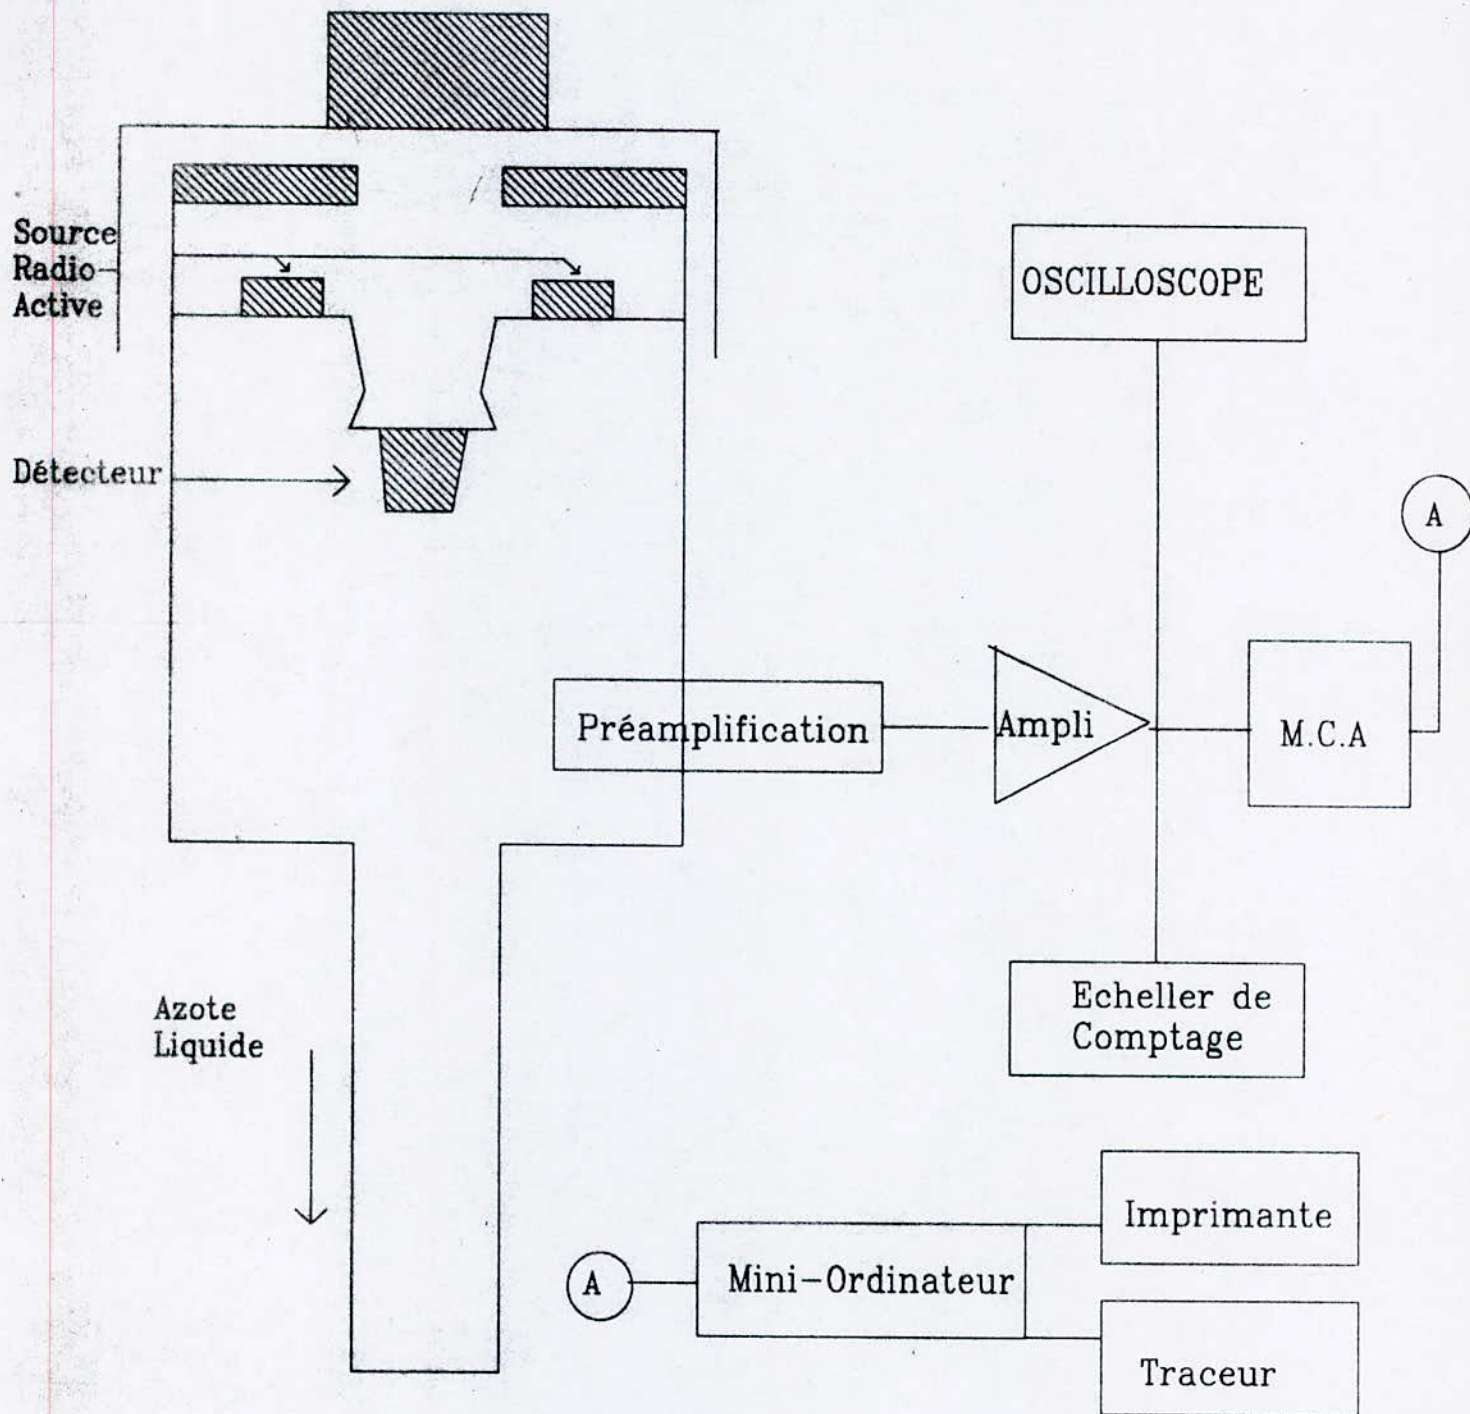 Source
Radio-
Active
OSCILLOSCOPE
Détecteur
A
Préamplification
Ampli
M.C.A
Azote
Liquide
Echeller de
Comptage
Imprimante
A
Mini-Ordinateur
Traceur